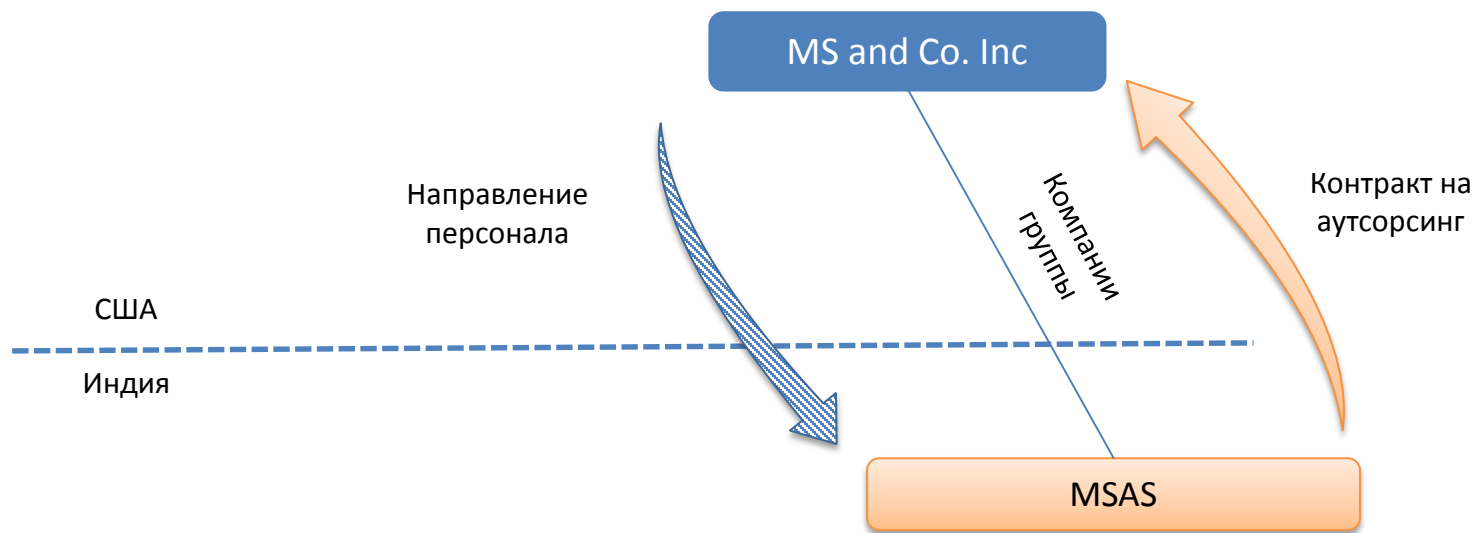 MS and Co. Inc
Направление
персонала
Компании
группы
Контракт на
аутсорсинг
США
Индия
MSAS